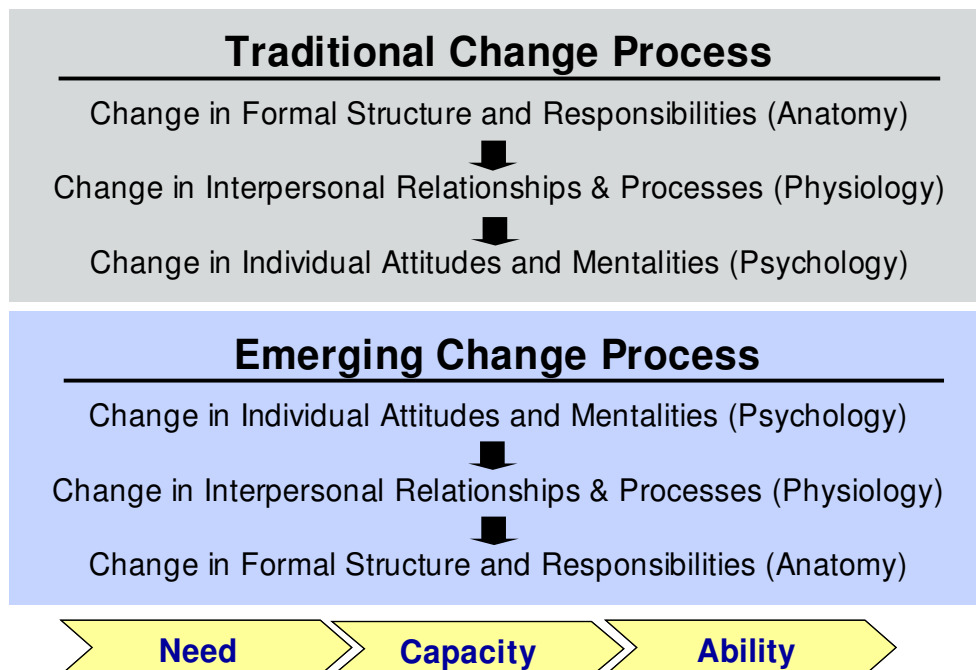 Traditional Change Process
Change in Formal Structure and Responsibilities (Anatomy)
Change in Interpersonal Relationships & Processes (Physiology)
Change in Individual Attitudes and Mentalities (Psychology)
Emerging Change Process
Change in Individual Attitudes and Mentalities (Psychology)
Change in Interpersonal Relationships & Processes (Physiology)
Change in Formal Structure and Responsibilities (Anatomy)
Need Capacity Ability